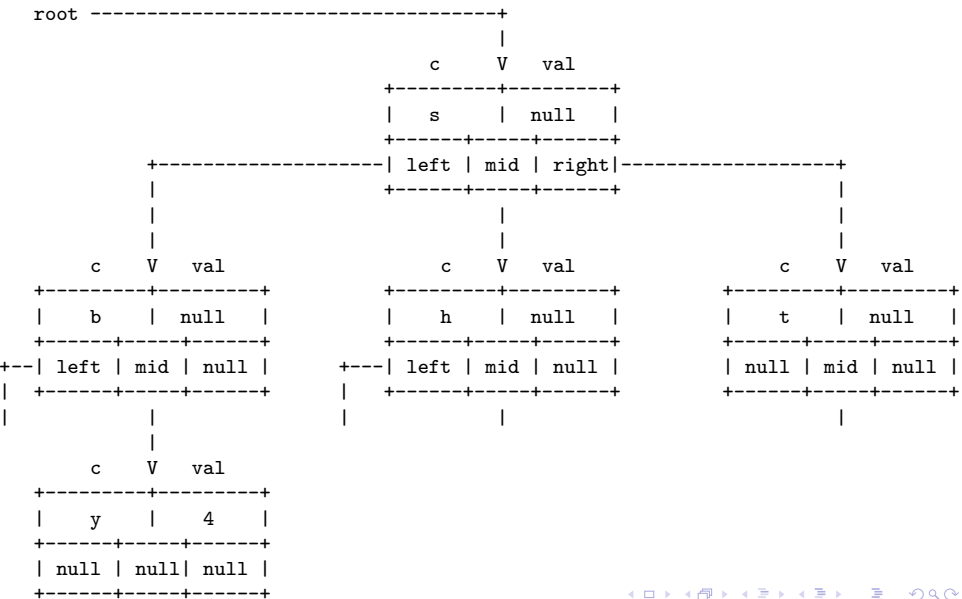 root ------------------------------------+
|
c V val
+---------+---------+
| s | null |
+------+-----+------+
+--------------------| left | mid | right|-------------------+
| +------+-----+------+ |
| | |
| | |
c V val c V val c V val
+---------+---------+ +---------+---------+ +---------+---------+
| b | null | | h | null | | t | null |
+------+-----+------+ +------+-----+------+ +------+-----+------+
+--| left | mid | null | +---| left | mid | null | | null | mid | null |
| +------+-----+------+ | +------+-----+------+ +------+-----+------+
| | | | |
|
c V val
+---------+---------+
| y | 4 |
+------+-----+------+
| null | null| null |
+------+-----+------+